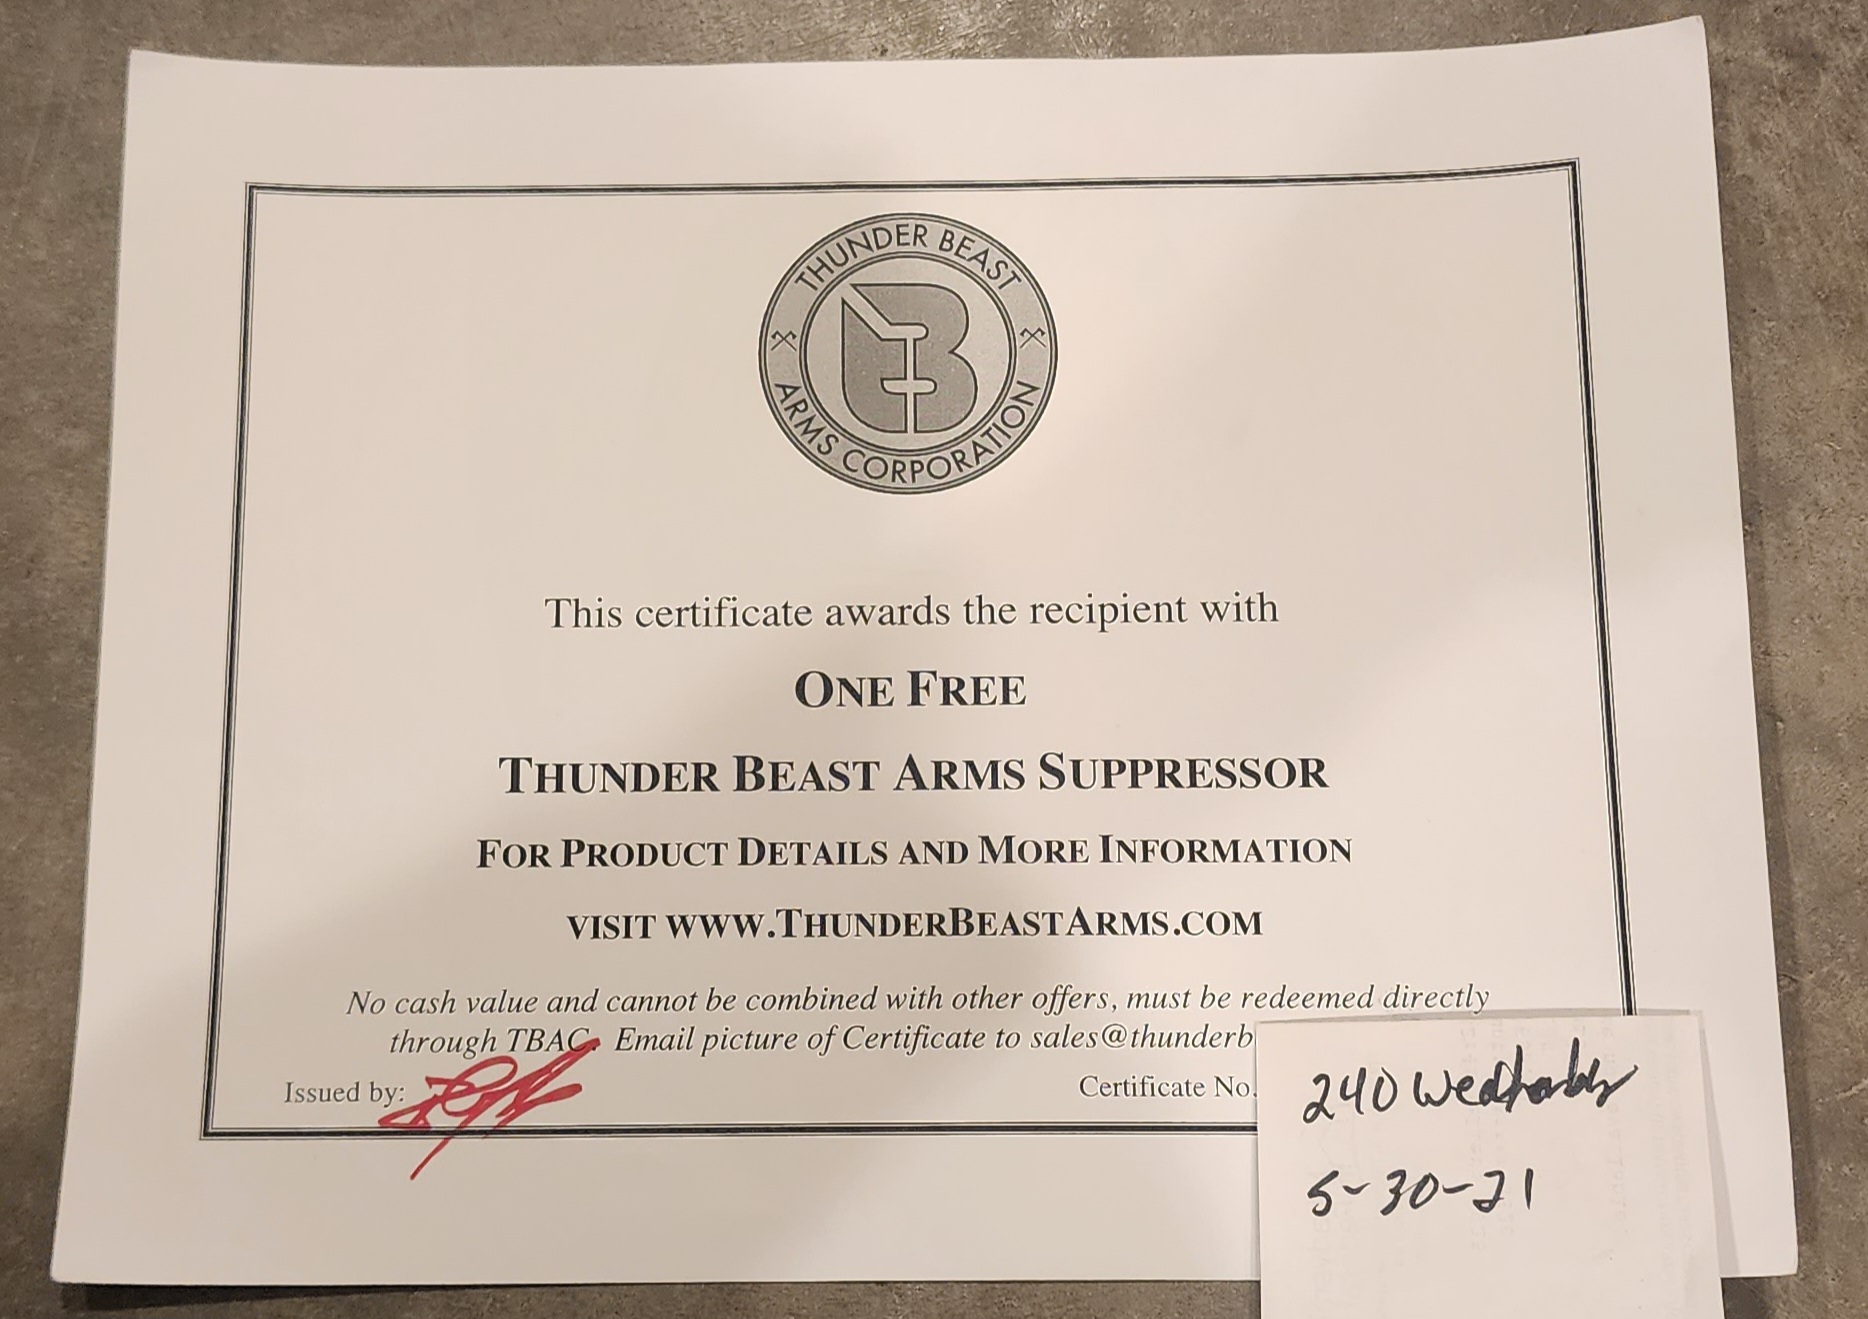 THUNDER BEAST
ARMS CORPORATION
This certificate awards the recipient with
ONE FREE
THUNDER BEAST ARMS SUPPRESSOR
FOR PRODUCT DETAILS AND MORE INFORMATION
VISIT WWW.THUNDERBEASTARMS.COM
No cash value and cannot be combined with other offers, must be redeemed directly
through TBAC. Email picture of Certificate to sales@thunderb
Issued by:
Certificate No.
240 Weatherby
5-30-21